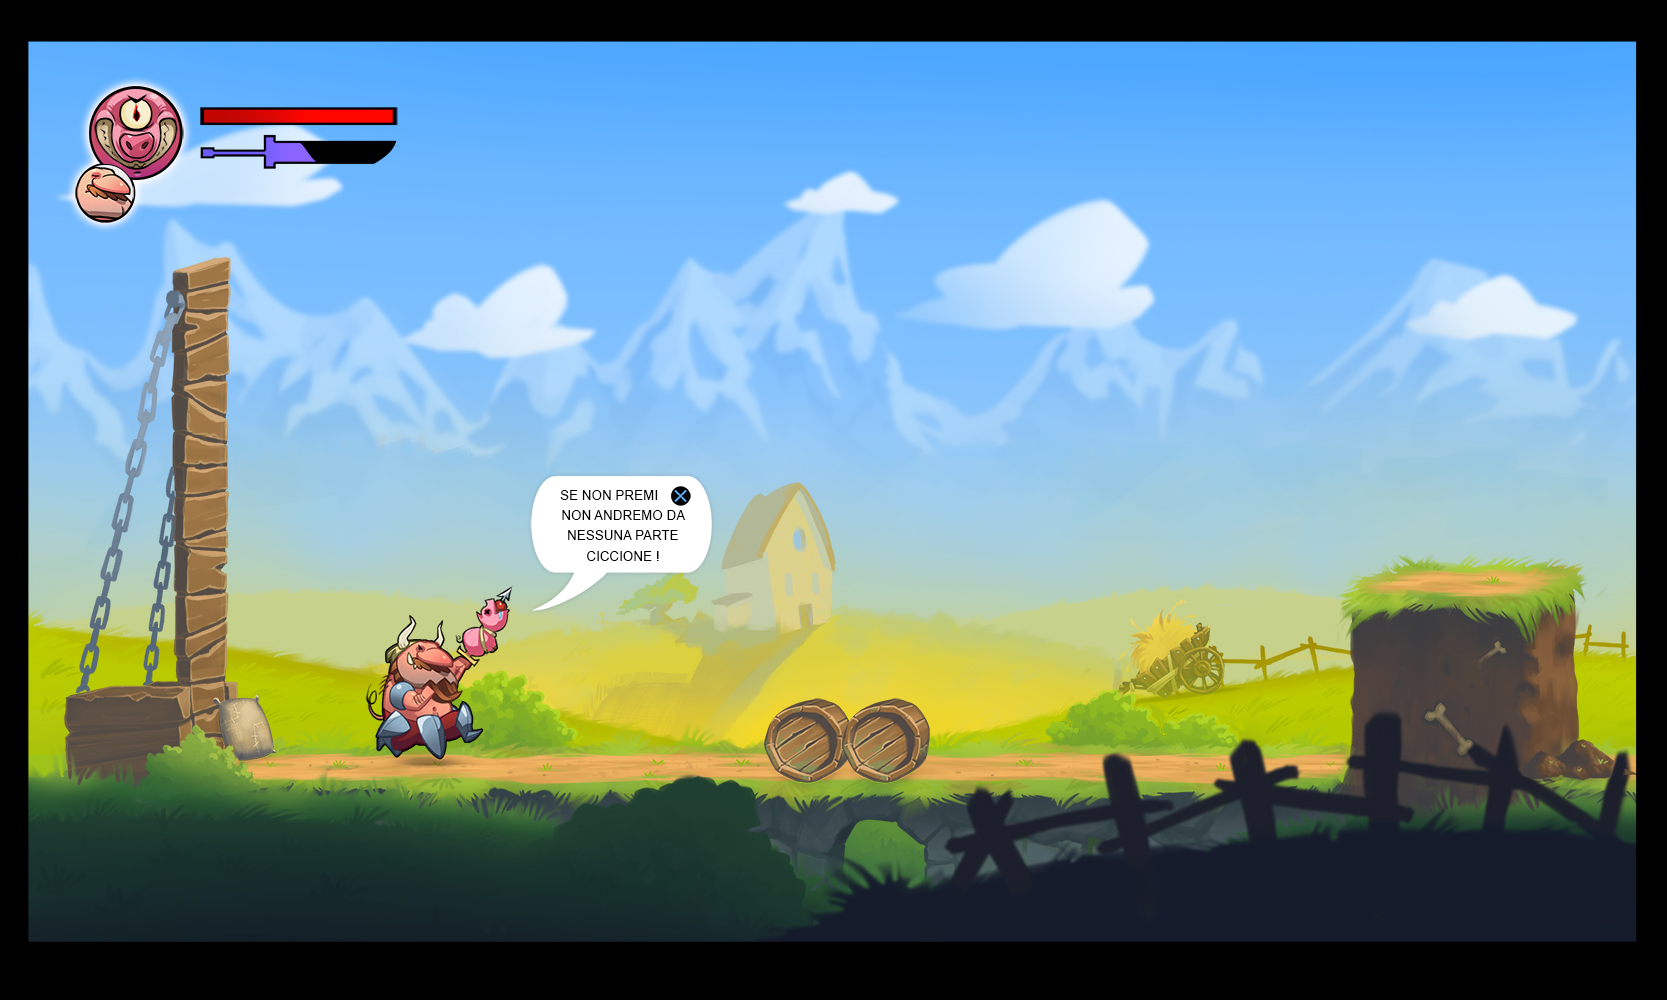 SE NON PREMI
NON ANDREMO DA
NESSUNA PARTE
CICCIONE !